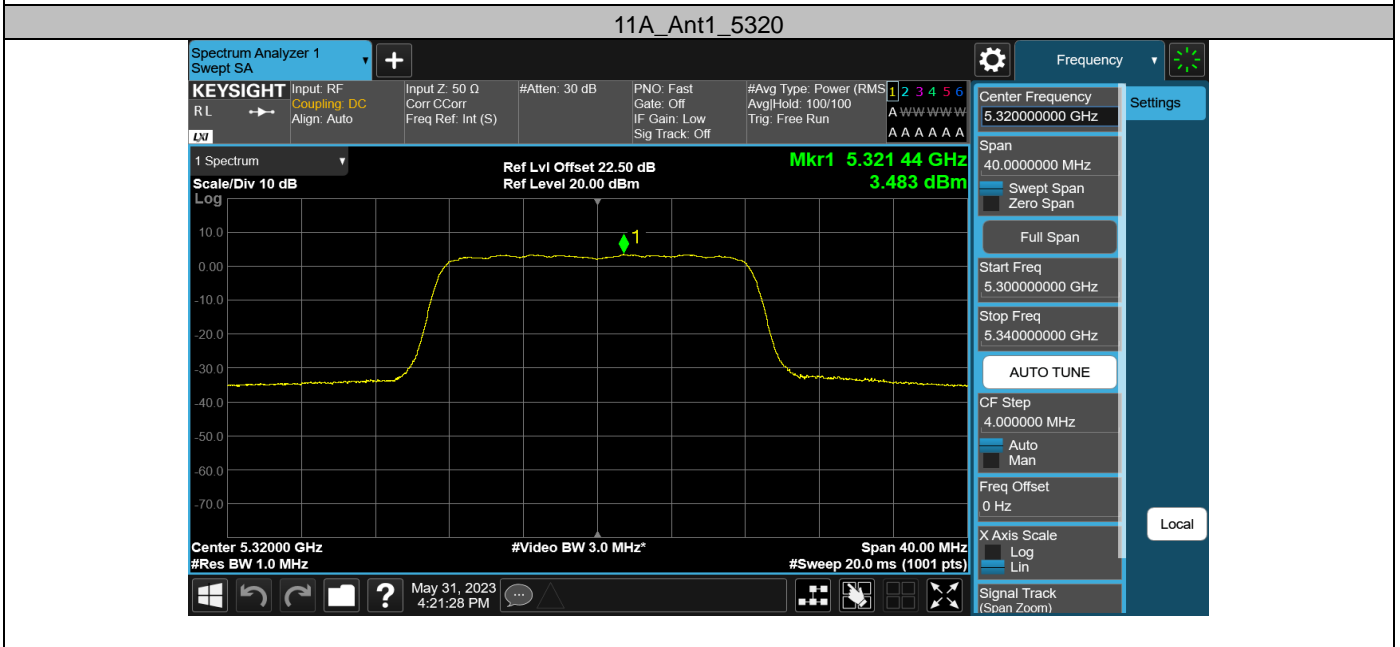 11A_Ant1_5320
Spectrum Analyzer 1
Swept SA
+
Frequency
KEYSIGHT
R L
LXI
Input: RF
Coupling: DC
Align: Auto
Input Z: 50 Ω
Corr CCorr
Freq Ref: Int (S)
#Atten: 30 dB
PNO: Fast
Gate: Off
IF Gain: Low
Sig Track: Off
#Avg Type: Power (RMS
Avg|Hold: 100/100
Trig: Free Run
1 2 3 4 5 6
A W W W W W
A A A A A A
1 Spectrum
Scale/Div 10 dB
Ref Lvl Offset 22.50 dB
Ref Level 20.00 dBm
Mkr1 5.321 44 GHz
3.483 dBm
Log
10.0
0.00
-10.0
-20.0
-30.0
-40.0
-50.0
-60.0
-70.0
1
Center 5.32000 GHz
#Res BW 1.0 MHz
#Video BW 3.0 MHz*
Span 40.00 MHz
#Sweep 20.0 ms (1001 pts)
?
May 31, 2023
4:21:28 PM
Center Frequency
5.320000000 GHz
Settings
Span
40.0000000 MHz
Swept Span
Zero Span
Full Span
Start Freq
5.300000000 GHz
Stop Freq
5.340000000 GHz
AUTO TUNE
CF Step
4.000000 MHz
Auto
Man
Freq Offset
0 Hz
X Axis Scale
Log
Lin
Local
Signal Track
(Span Zoom)